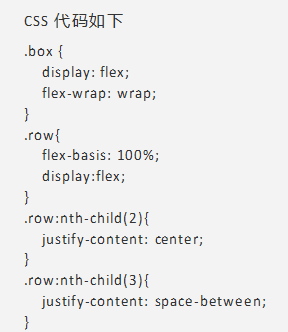 CSS 代码如下
.box {
display: flex;
flex-wrap: wrap;
}
.row{
flex-basis: 100%;
display:flex;
}
.row:nth-child(2){
justify-content: center;
}
.row:nth-child(3){
justify-content: space-between;
}